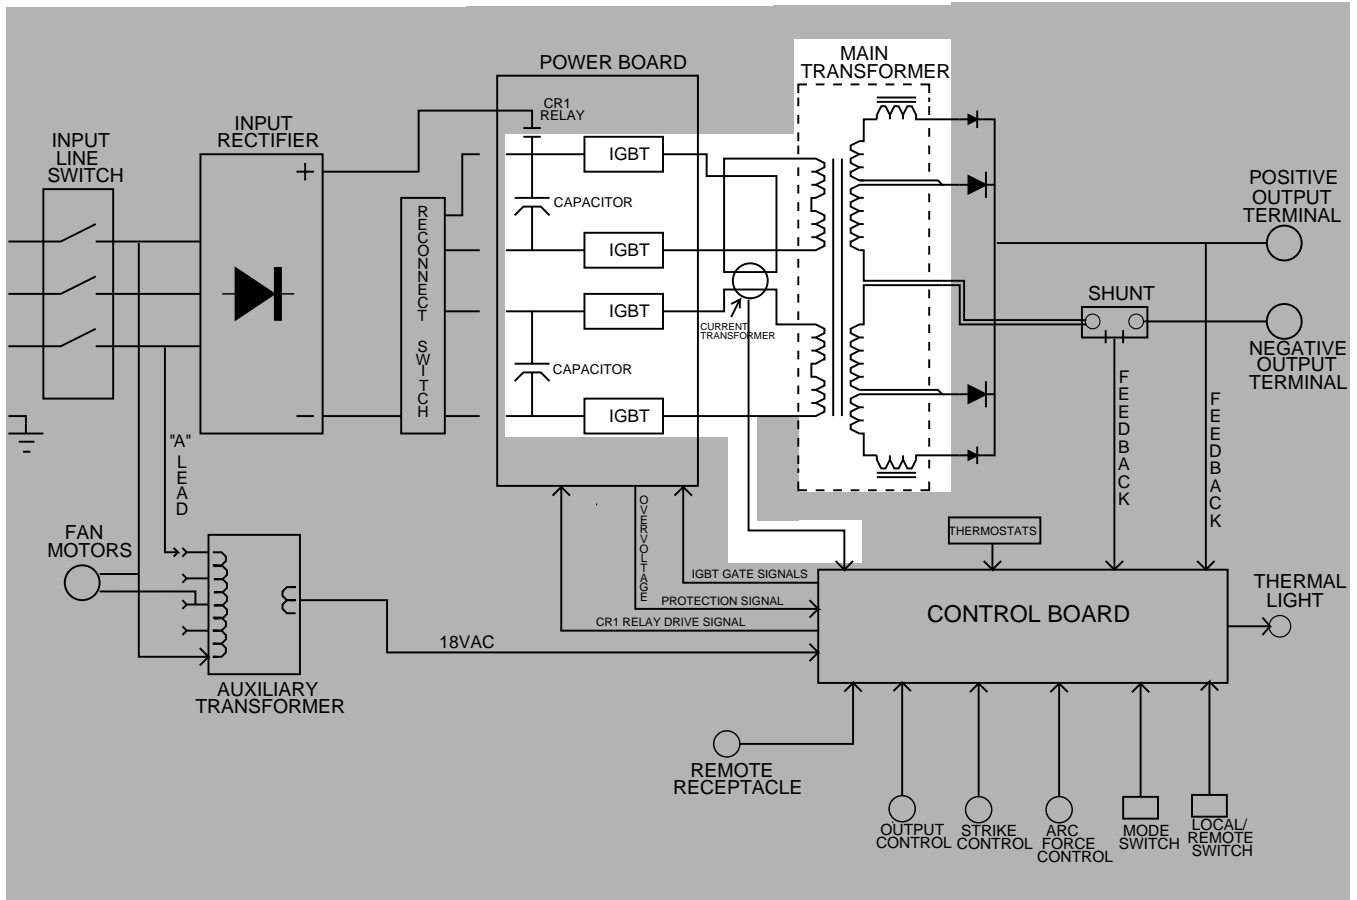 POWER BOARD
MAIN
TRANSFORMER
CR1
RELAY
INPUT
LINE
SWITCH
INPUT
RECTIFIER
IGBT
CAPACITOR
IGBT
IGBT
CAPACITOR
IGBT
CURRENT
TRANSFORMER
RECONNECT SWITCH
+
−
POSITIVE
OUTPUT
TERMINAL
SHUNT
NEGATIVE
OUTPUT
TERMINAL
FEEDBACK
FEEDBACK
"A"
LEAD
FAN
MOTORS
OVERVOLTAGE
THERMOSTATS
IGBT GATE SIGNALS
PROTECTION SIGNAL
CR1 RELAY DRIVE SIGNAL
18VAC
CONTROL BOARD
THERMAL
LIGHT
AUXILIARY
TRANSFORMER
REMOTE
RECEPTACLE
OUTPUT
CONTROL
STRIKE
CONTROL
ARC
FORCE
CONTROL
MODE
SWITCH
LOCAL/
REMOTE
SWITCH